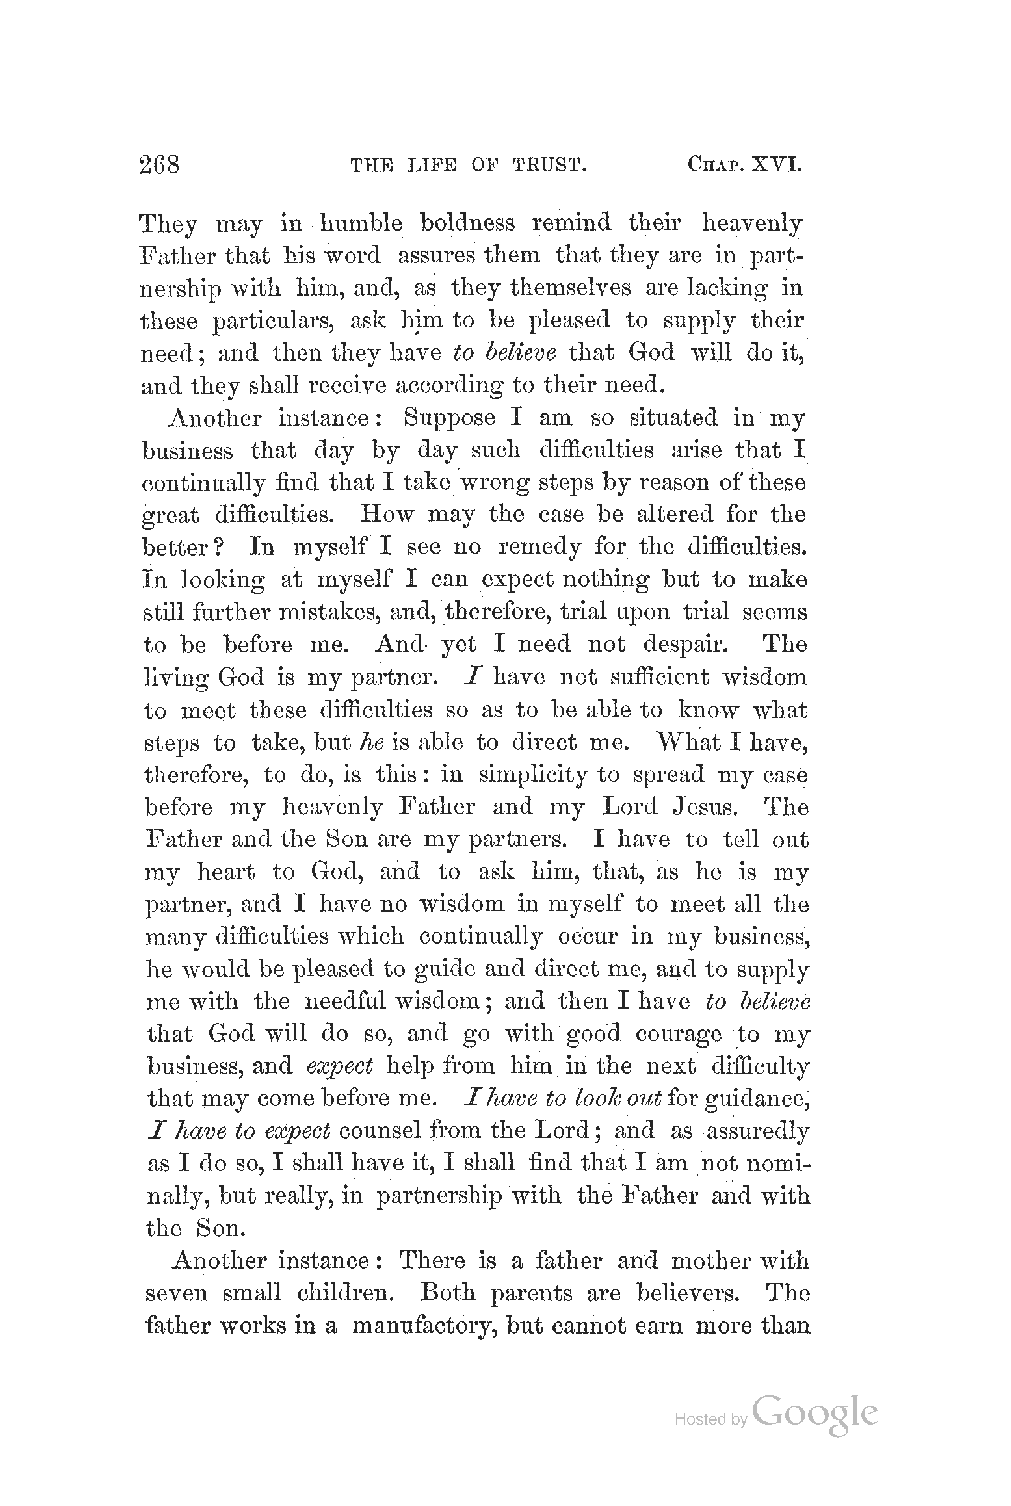 268 THE LIFE OF TRUST. CHAP. XVI.
They may in humble boldness remind their heavenly
Father that his word assures them that they are in part-
nership with him, and, as they themselves are lacking in
these particulars, ask him to be pleased to supply their
need; and then they have to believe that God will do it,
and they shall receive according to their need.
Another instance: Suppose I am so situated in my
business that day by day such difficulties arise that I
continually find that I take wrong steps by reason of these
great difficulties. How may the case be altered for the
better? In myself I see no remedy for the difficulties.
In looking at myself I can expect nothing but to make
still further mistakes, and, therefore, trial upon trial seems
to be before me. And yet I need not despair. The
living God is my partner. I have not sufficient wisdom
to meet these difficulties so as to be able to know what
steps to take, but he is able to direct me. What I have,
therefore, to do, is this: in simplicity to spread my case
before my heavenly Father and my Lord Jesus. The
Father and the Son are my partners. I have to tell out
my heart to God, and to ask him, that, as he is my
partner, and I have no wisdom in myself to meet all the
many difficulties which continually occur in my business,
he would be pleased to guide and direct me, and to supply
me with the needful wisdom; and then I have to believe
that God will do so, and go with good courage to my
business, and expect help from him in the next difficulty
that may come before me. I have to look out for guidance,
I have to expect counsel from the Lord; and as assuredly
as I do so, I shall have it, I shall find that I am not nomi-
nally, but really, in partnership with the Father and with
the Son.
Another instance: There is a father and mother with
seven small children. Both parents are believers. The
father works in a manufactory, but cannot earn more than
Hosted by Google